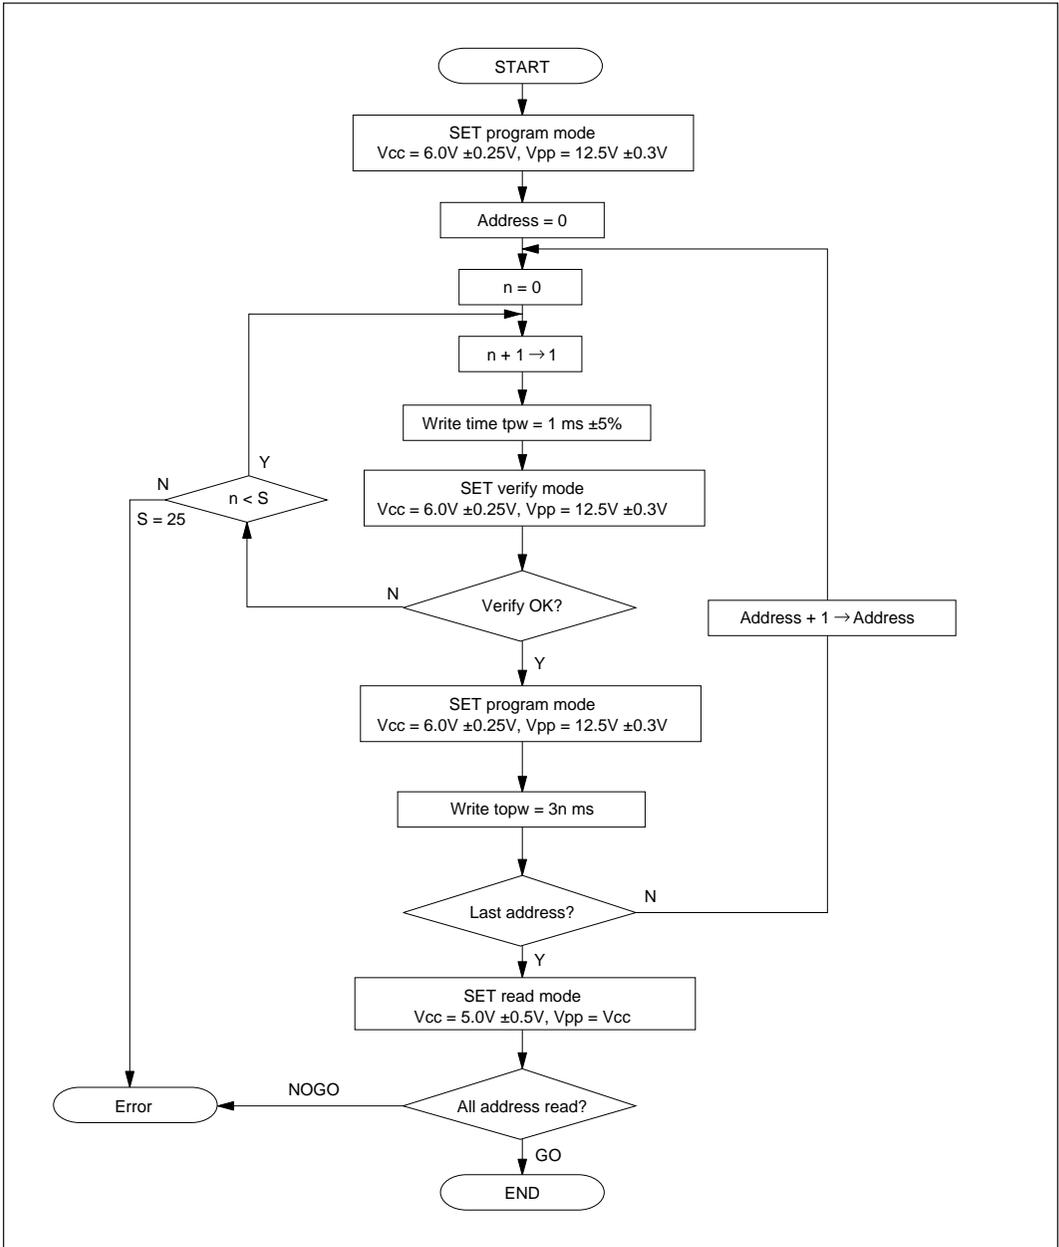 START
SET program mode
Vcc = 6.0V ±0.25V, Vpp = 12.5V ±0.3V
Address = 0
n = 0
n + 1 → 1
Write time tpw = 1 ms ±5%
Y
N
n < S
S = 25
SET verify mode
Vcc = 6.0V ±0.25V, Vpp = 12.5V ±0.3V
N
Verify OK?
Address + 1 → Address
Y
SET program mode
Vcc = 6.0V ±0.25V, Vpp = 12.5V ±0.3V
Write topw = 3n ms
N
Last address?
Y
SET read mode
Vcc = 5.0V ±0.5V, Vpp = Vcc
NOGO
Error
All address read?
GO
END